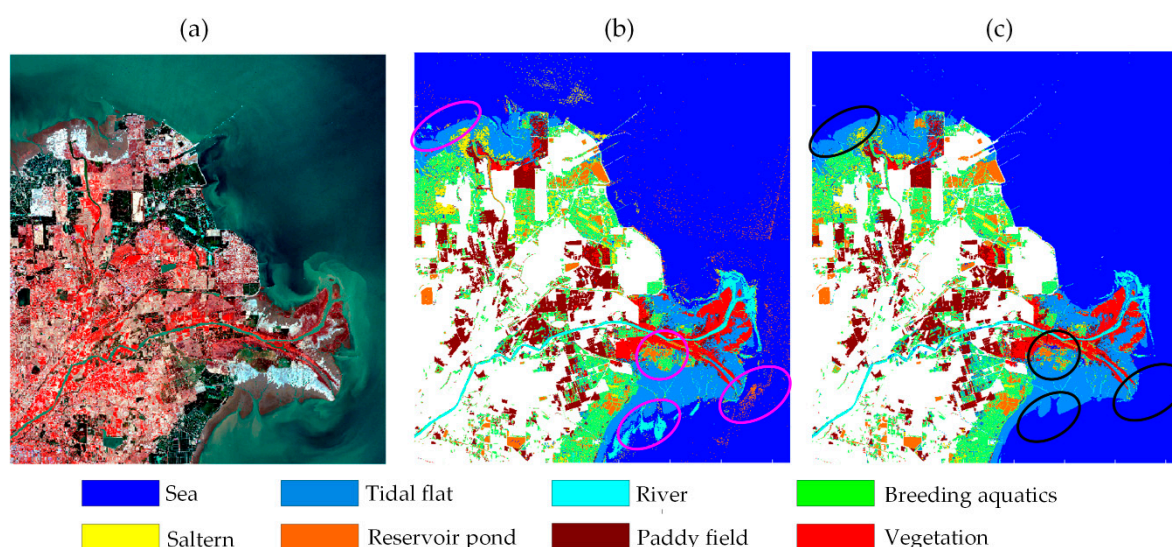 (a) (b) (c)
Sea Tidal flat River Breeding aquatics
Saltern Reservoir pond Paddy field Vegetation